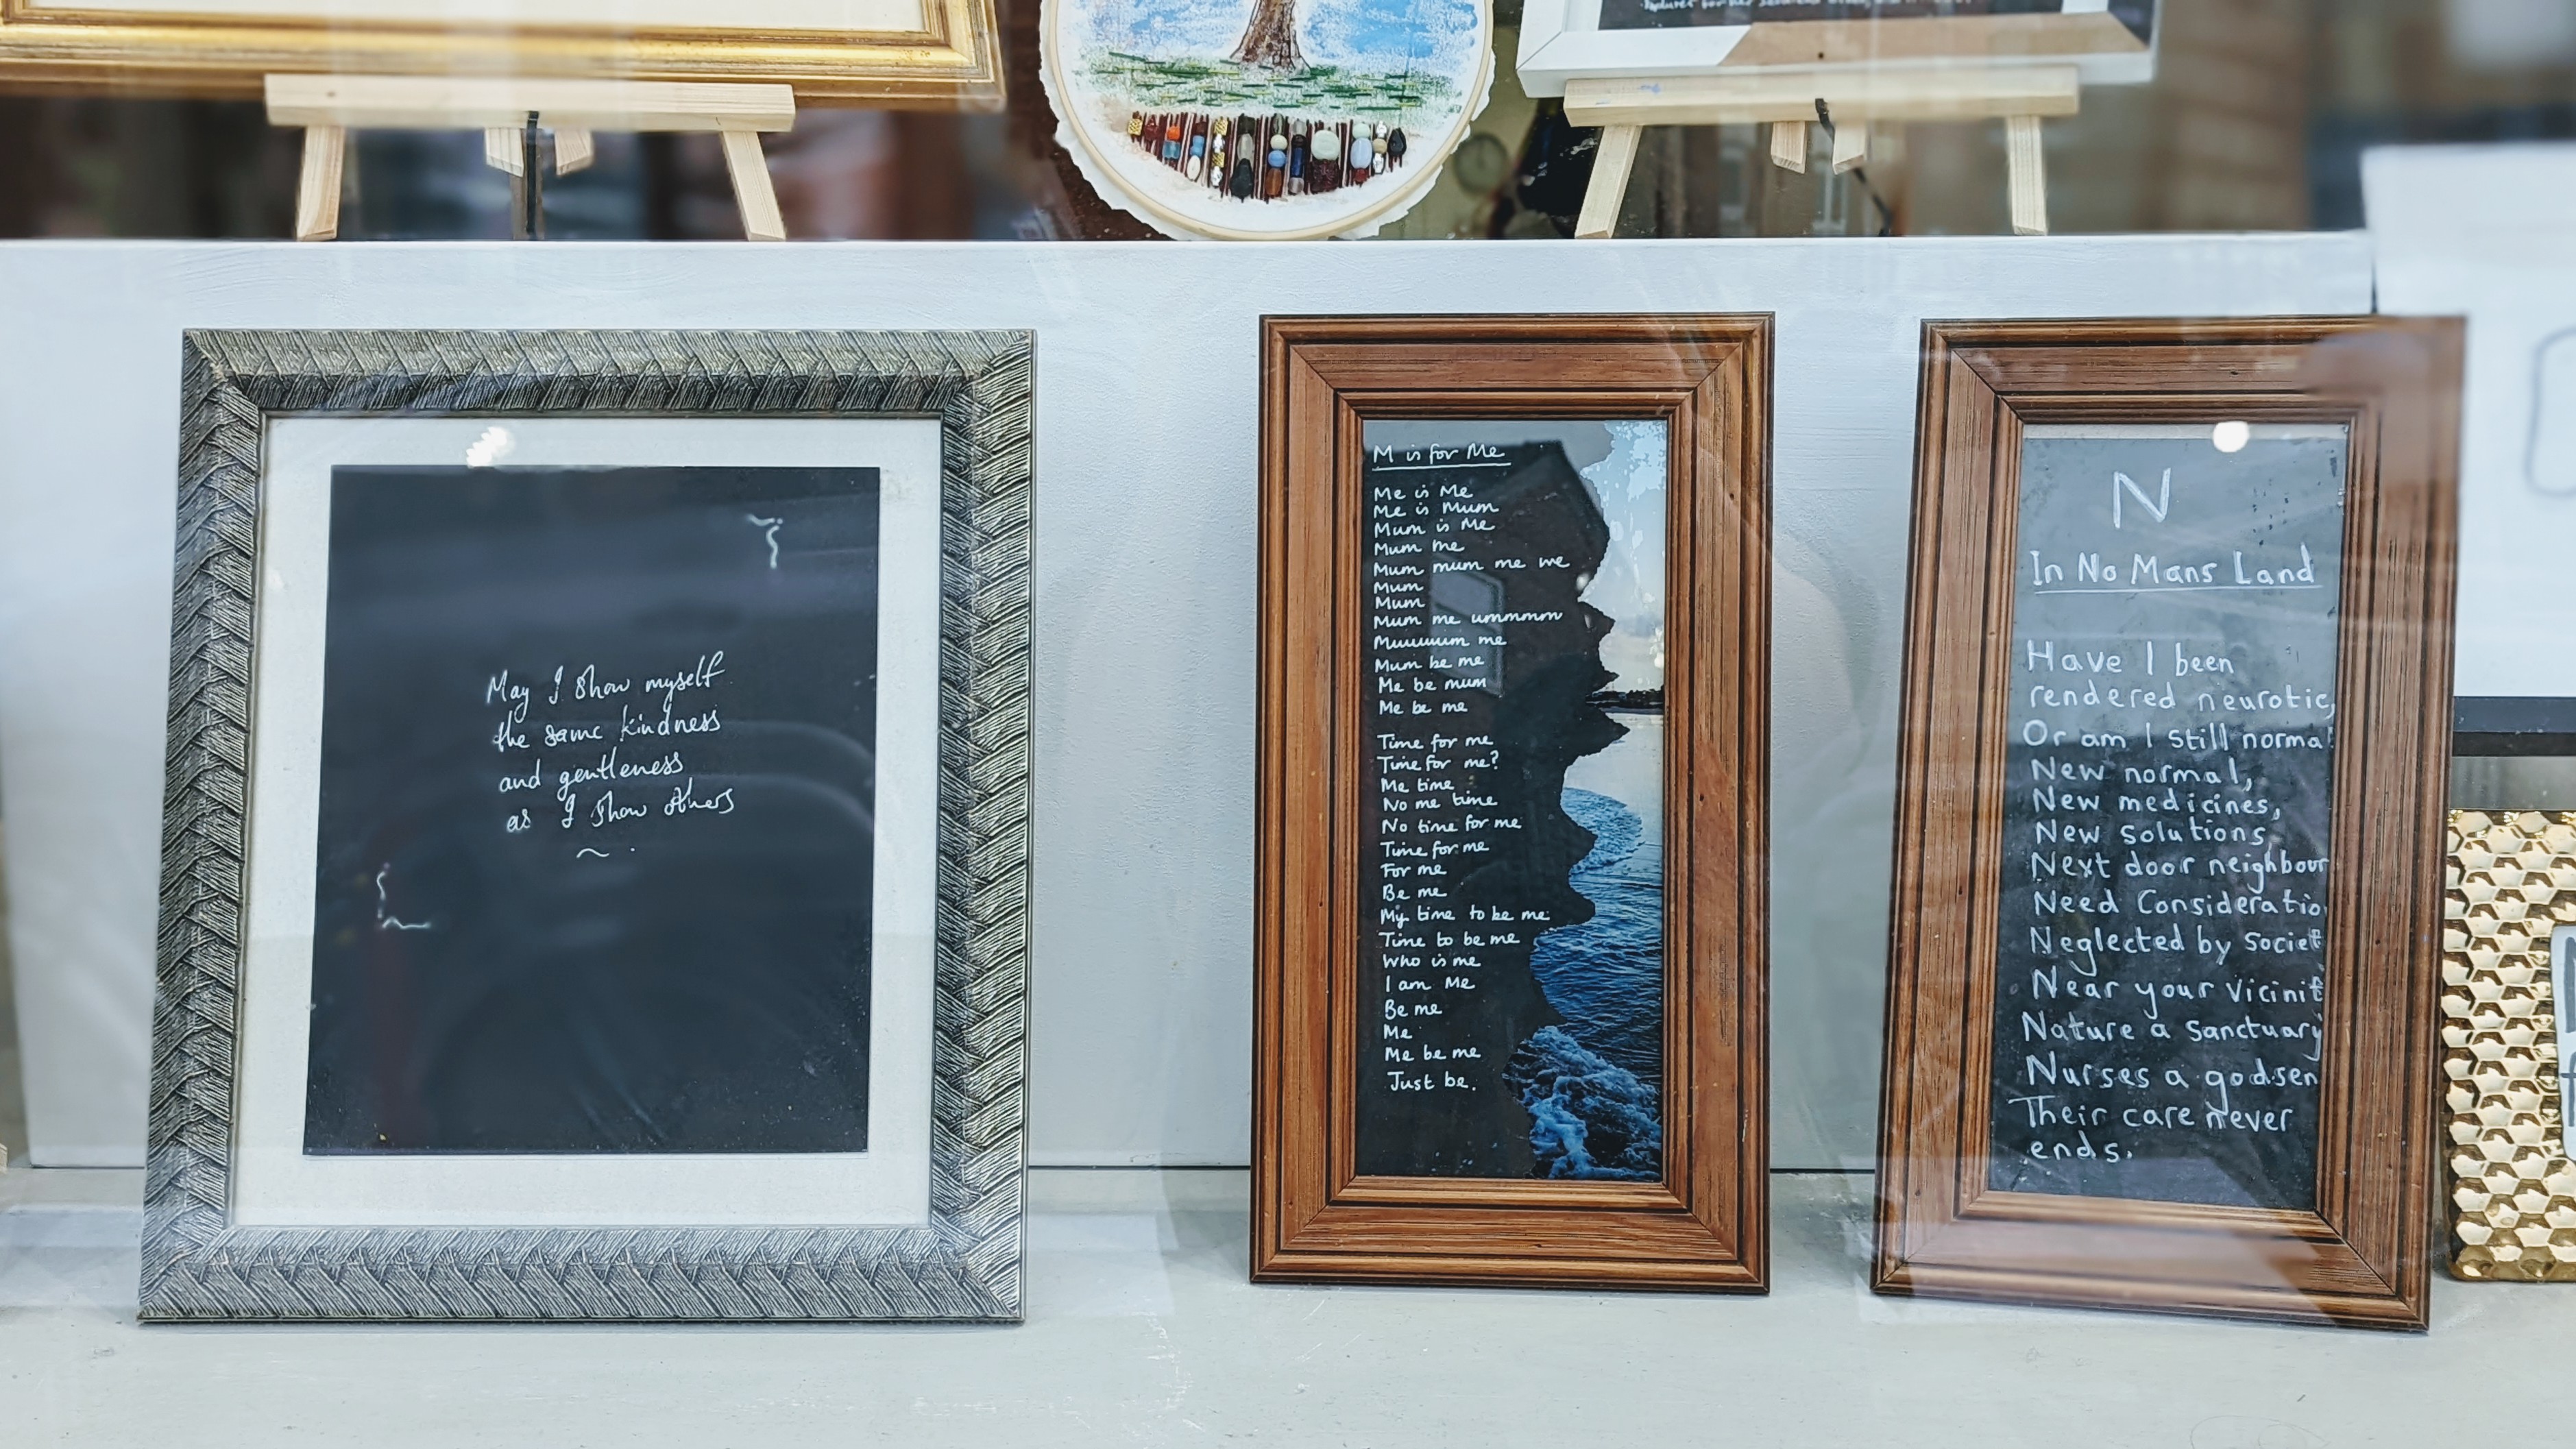 May I show myself
the same kindness
and gentleness
as I show others
M is for Me
Me is Me
Me is Mum
Mum is Me
Mum me
Mum mum me we
Mum
Mum
Mum me ummmm
Muuuuum me
Mum be me
Me be mum
Me be me
Time for me
Time for me?
Me time
No me time
No time for me
Time for me
For me
Be me
My time to be me
Time to be me
Who is me
I am Me
Be me
Me
Me be me
Just be.
N
In No Mans Land
Have I been
rendered neurotic,
Or am I still norma
New normal,
New medicines,
New solutions,
Next door neighbour
Need Consideratio
Neglected by societ
Near your vicinit
Nature a sanctuary
Nurses a godsen
Their care never
ends.